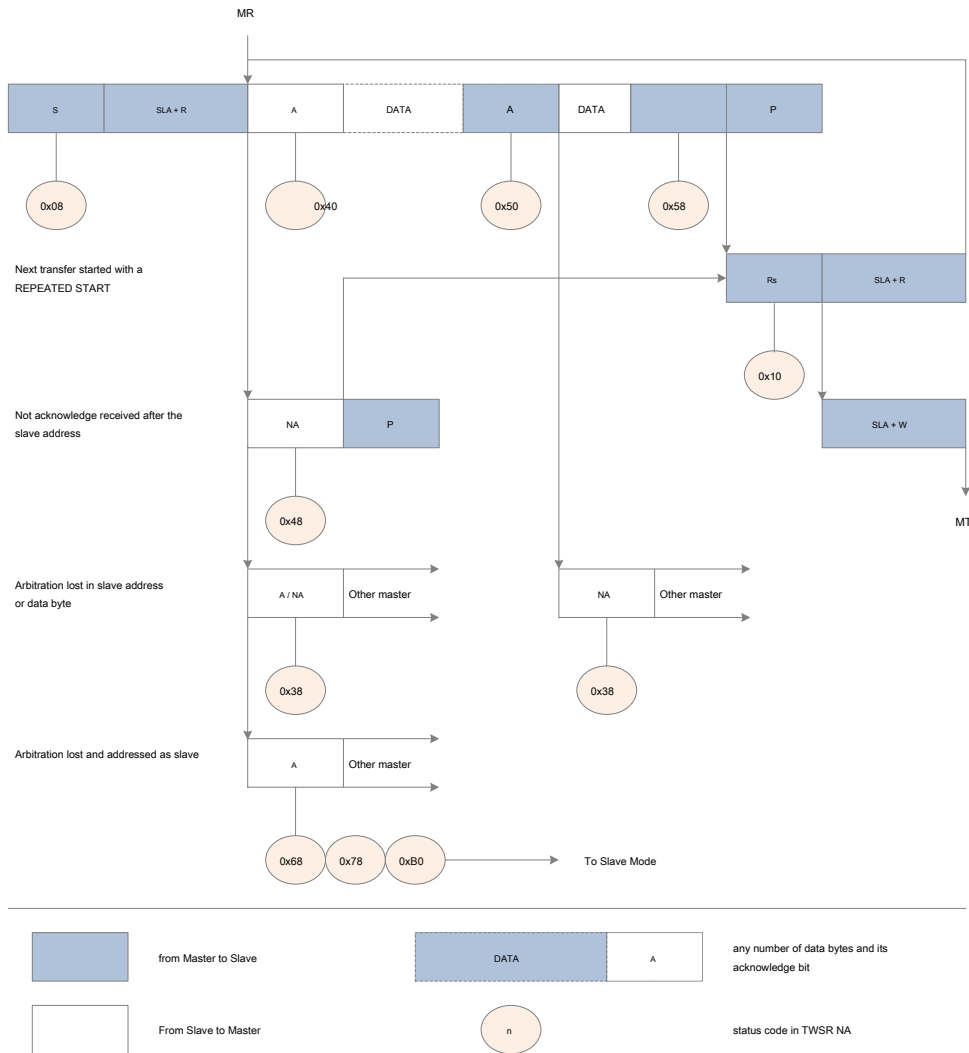 MR
S
SLA + R
A
DATA
A
DATA
P
0x08
0x40
0x50
0x58
Next transfer started with a
REPEATED START
Rs
SLA + R
0x10
Not acknowledge received after the
slave address
NA
P
SLA + W
0x48
MT
Arbitration lost in slave address
or data byte
A / NA
Other master
NA
Other master
0x38
0x38
Arbitration lost and addressed as slave
A
Other master
0x68
0x78
0xB0
To Slave Mode
from Master to Slave
DATA
A
any number of data bytes and its
acknowledge bit
From Slave to Master
n
status code in TWSR NA